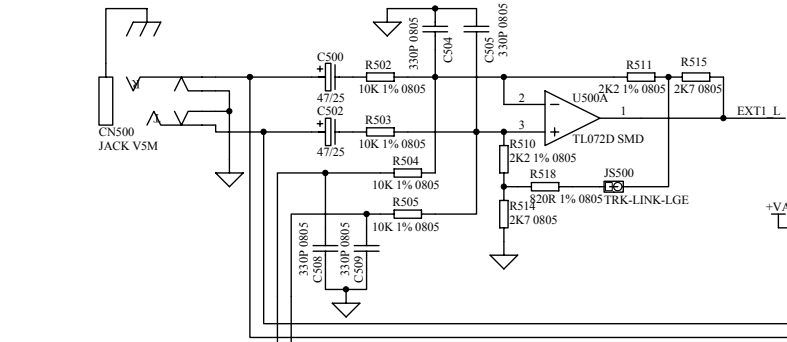 330P 0805
C504
C505
330P 0805
C500
+
47/25
R502
10K 1% 0805
R511
2K2 1% 0805
R515
2K7 0805
C502
+
47/25
R503
10K 1% 0805
2
3
1
U500A
TL072D SMD
EXT1_L
R
T
CN500
JACK V5M
R510
2K2 1% 0805
R504
10K 1% 0805
R518
820R 1% 0805
JS500
TRK-LINK-LGE
R505
10K 1% 0805
R514
2K7 0805
+VA
330P 0805
C508
330P 0805
C509